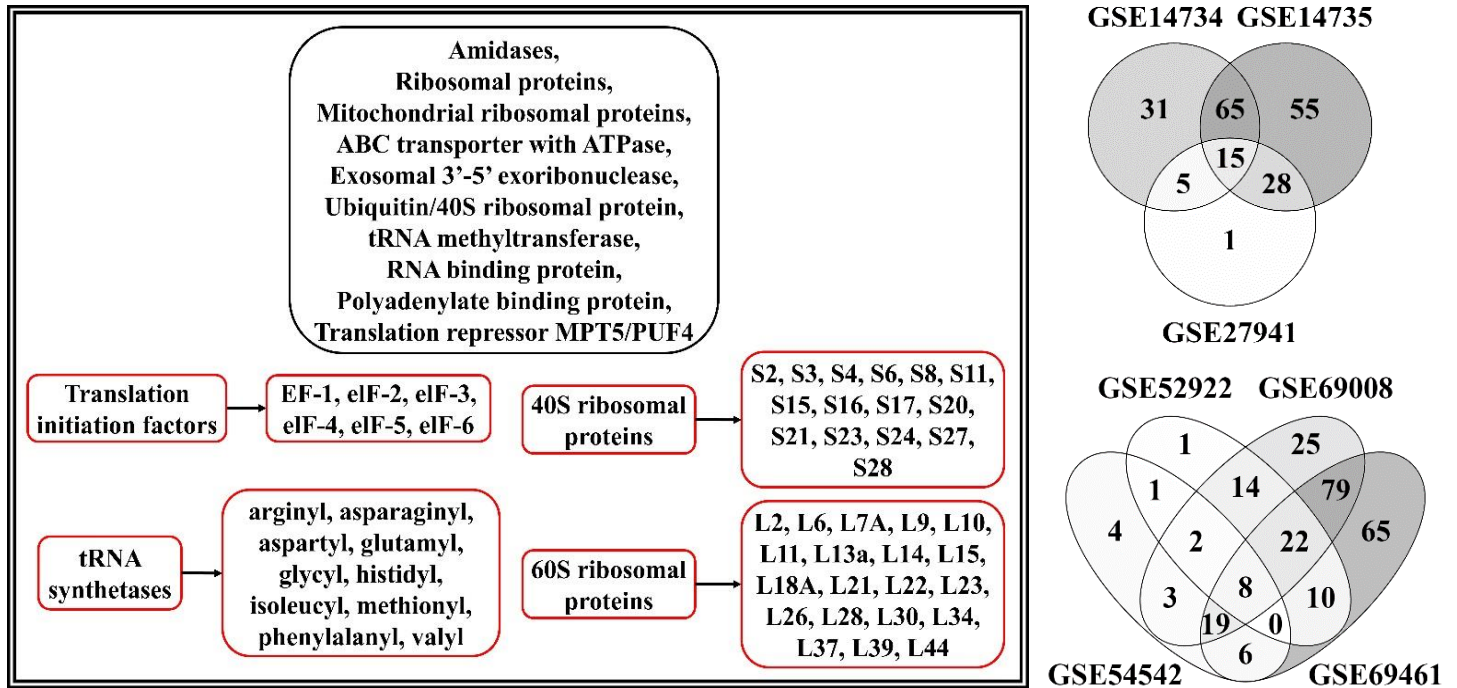 Amidases,
Ribosomal proteins,
Mitochondrial ribosomal proteins,
ABC transporter with ATPase,
Exosomal 3’-5’ exoribonuclease,
Ubiquitin/40S ribosomal protein,
tRNA methyltransferase,
RNA binding protein,
Polyadenylate binding protein,
Translation repressor MPT5/PUF4
Translation
initiation factors
EF-1, elF-2, elF-3,
elF-4, elF-5, elF-6
40S ribosomal
proteins
S2, S3, S4, S6, S8, S11,
S15, S16, S17, S20,
S21, S23, S24, S27,
S28
tRNA
synthetases
arginyl, asparaginyl,
aspartyl, glutamyl,
glycyl, histidyl,
isoleucyl, methionyl,
phenylalanyl, valyl
60S ribosomal
proteins
L2, L6, L7A, L9, L10,
L11, L13a, L14, L15,
L18A, L21, L22, L23,
L26, L28, L30, L34,
L37, L39, L44
GSE14734 GSE14735
31 65 55
15
5 28
1
GSE27941
GSE52922 GSE69008
1 25
1 14 79
4 2 22 65
3 8 10
19 0
6
GSE54542 GSE69461